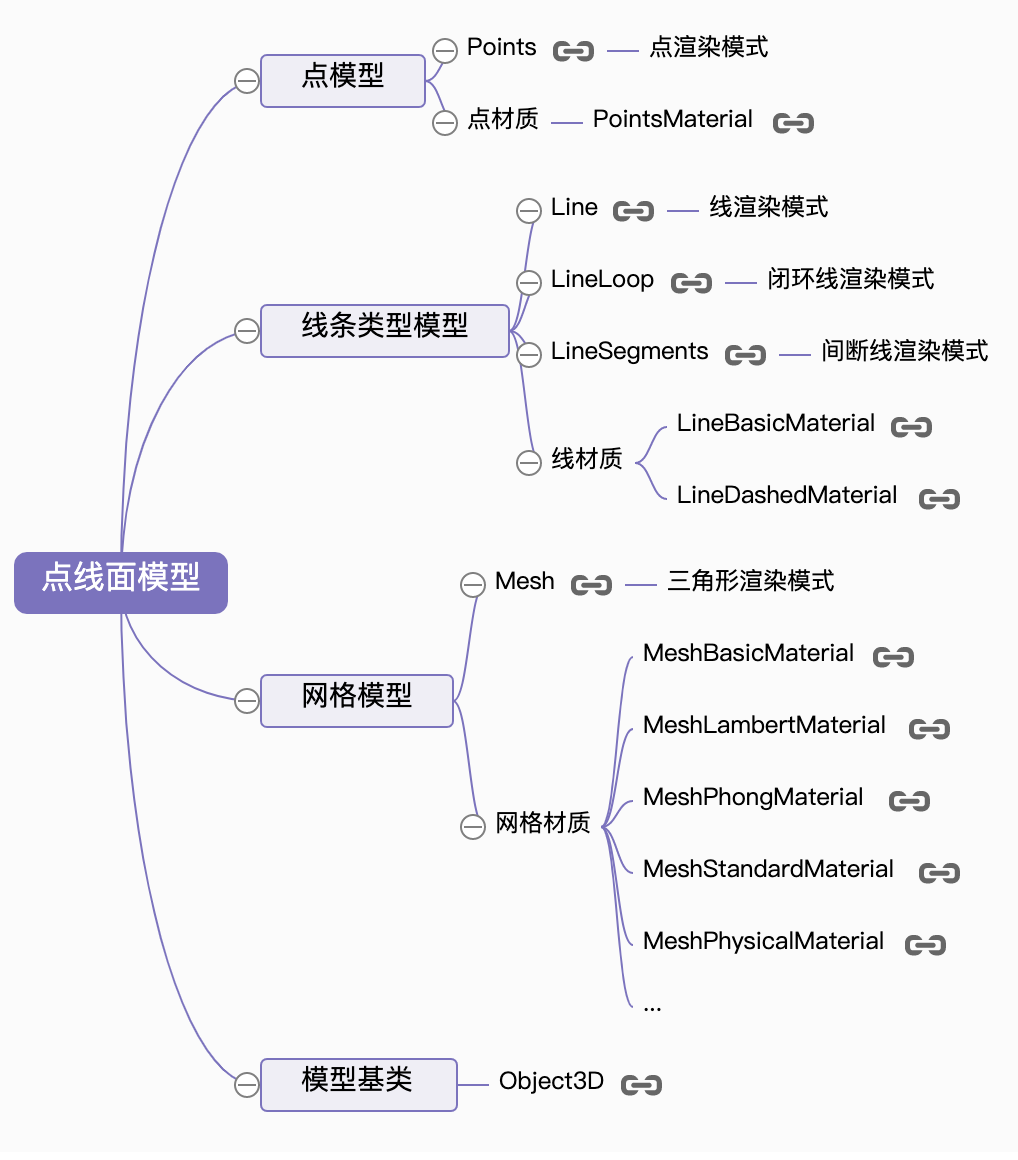 点线面模型
点模型
Points
点渲染模式
点材质
PointsMaterial
线条类型模型
Line
线渲染模式
LineLoop
闭环线渲染模式
LineSegments
间断线渲染模式
线材质
LineBasicMaterial
LineDashedMaterial
网格模型
Mesh
三角形渲染模式
网格材质
MeshBasicMaterial
MeshLambertMaterial
MeshPhongMaterial
MeshStandardMaterial
MeshPhysicalMaterial
...
模型基类
Object3D